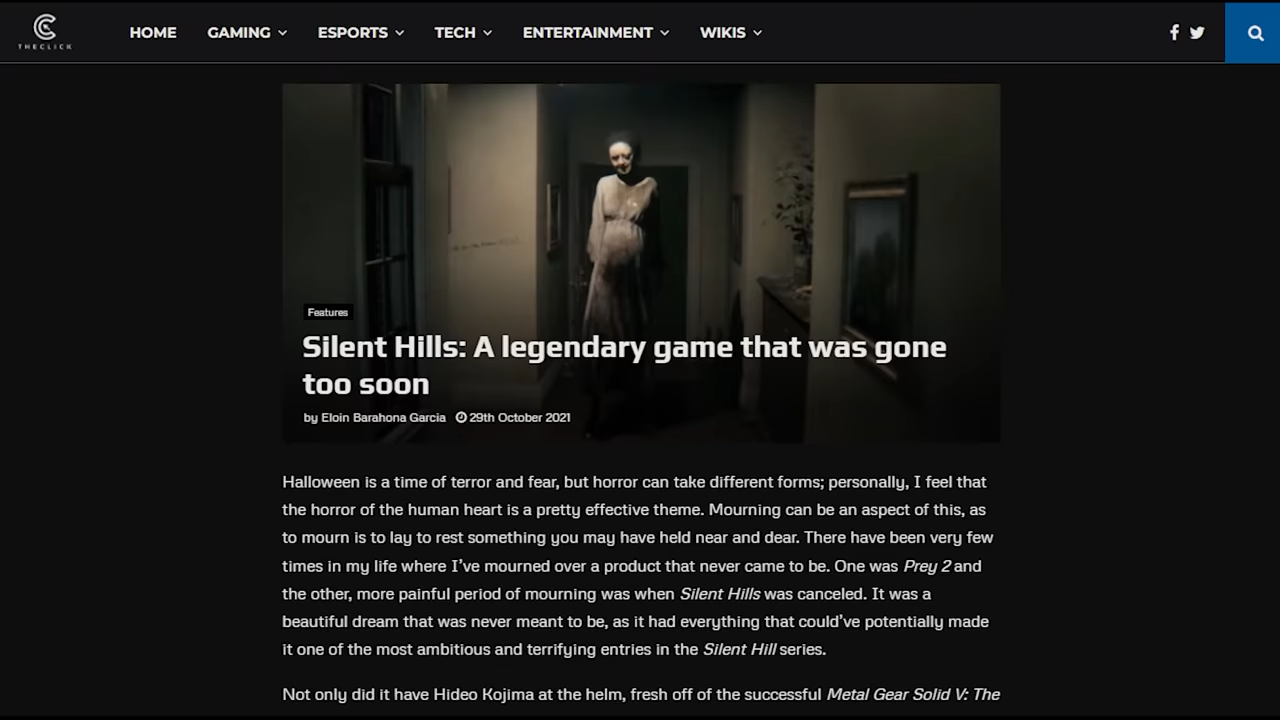 THECLICK
HOME GAMING ESPORTS TECH ENTERTAINMENT WIKIS
Features
Silent Hills: A legendary game that was gone
too soon
by Eloin Barahona Garcia 29th October 2021
Halloween is a time of terror and fear, but horror can take different forms; personally, I feel that
the horror of the human heart is a pretty effective theme. Mourning can be an aspect of this, as
to mourn is to lay to rest something you may have held near and dear. There have been very few
times in my life where I've mourned over a product that never came to be. One was Prey 2 and
the other, more painful period of mourning was when Silent Hills was canceled. It was a
beautiful dream that was never meant to be, as it had everything that could've potentially made
it one of the most ambitious and terrifying entries in the Silent Hill series.
Not only did it have Hideo Kojima at the helm, fresh off of the successful Metal Gear Solid V: The